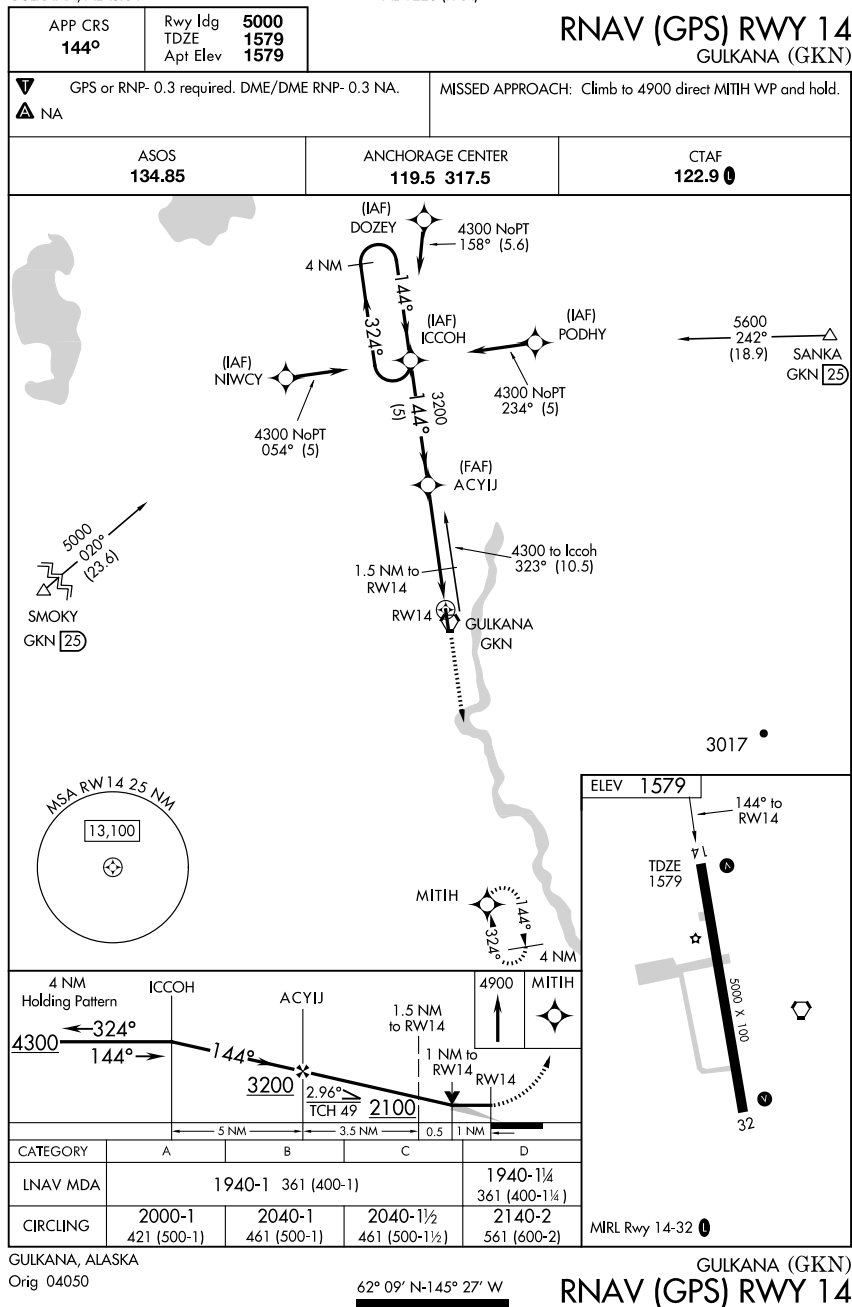 APP CRS
144°
Rwy ldg 5000
TDZE 1579
Apt Elev 1579
RNAV (GPS) RWY 14
GULKANA (GKN)
T GPS or RNP- 0.3 required. DME/DME RNP- 0.3 NA.
A NA
MISSED APPROACH: Climb to 4900 direct MITIH WP and hold.
ASOS
134.85
ANCHORAGE CENTER
119.5 317.5
CTAF
122.9 L
(IAF)
DOZEY
4300 NoPT
158° (5.6)
4 NM
144°
324°
(IAF)
ICCOH
(IAF)
PODHY
4300 NoPT
234° (5)
5600
242°
(18.9)
SANKA
GKN 25
(IAF)
NIWCY
4300 NoPT
054° (5)
3200
144°
(5)
(FAF)
ACYIJ
5000
020°
(23.6)
SMOKY
GKN 25
1.5 NM to
RW14
4300 to Iccoh
323° (10.5)
RW14
GULKANA
GKN
3017
MSA RW14 25 NM
13,100
MITIH
144°
324°
4 NM
ELEV 1579
144° to
RW14
14
TDZE
1579
V
5000 X 100
V
32
MIRL Rwy 14-32 L
4 NM
Holding Pattern
ICCOH
ACYIJ
4900
MITIH
4300
324°
144°
144°
3200
2.96°
TCH 49
1.5 NM
to RW14
2100
1 NM to
RW14
RW14
5 NM
3.5 NM
0.5
1 NM
CATEGORY A B C D
LNAV MDA 1940-1 361 (400-1) 1940-1¼ 361 (400-1¼)
CIRCLING 2000-1 421 (500-1) 2040-1 461 (500-1) 2040-1½ 461 (500-1½) 2140-2 561 (600-2)
GULKANA, ALASKA
Orig 04050
62° 09' N-145° 27' W
GULKANA (GKN)
RNAV (GPS) RWY 14